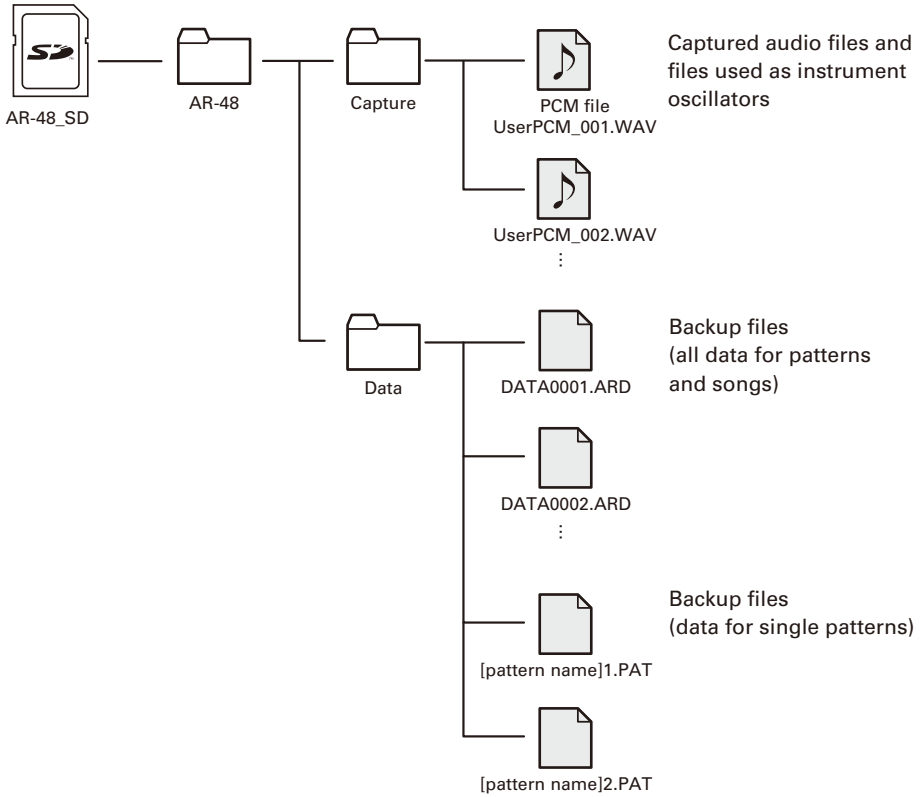 SD
AR-48_SD
AR-48
Capture
PCM file
UserPCM_001.WAV
Captured audio files and
files used as instrument
oscillators
UserPCM_002.WAV
⋮
Data
DATA0001.ARD
Backup files
(all data for patterns
and songs)
DATA0002.ARD
⋮
[pattern name]1.PAT
Backup files
(data for single patterns)
[pattern name]2.PAT